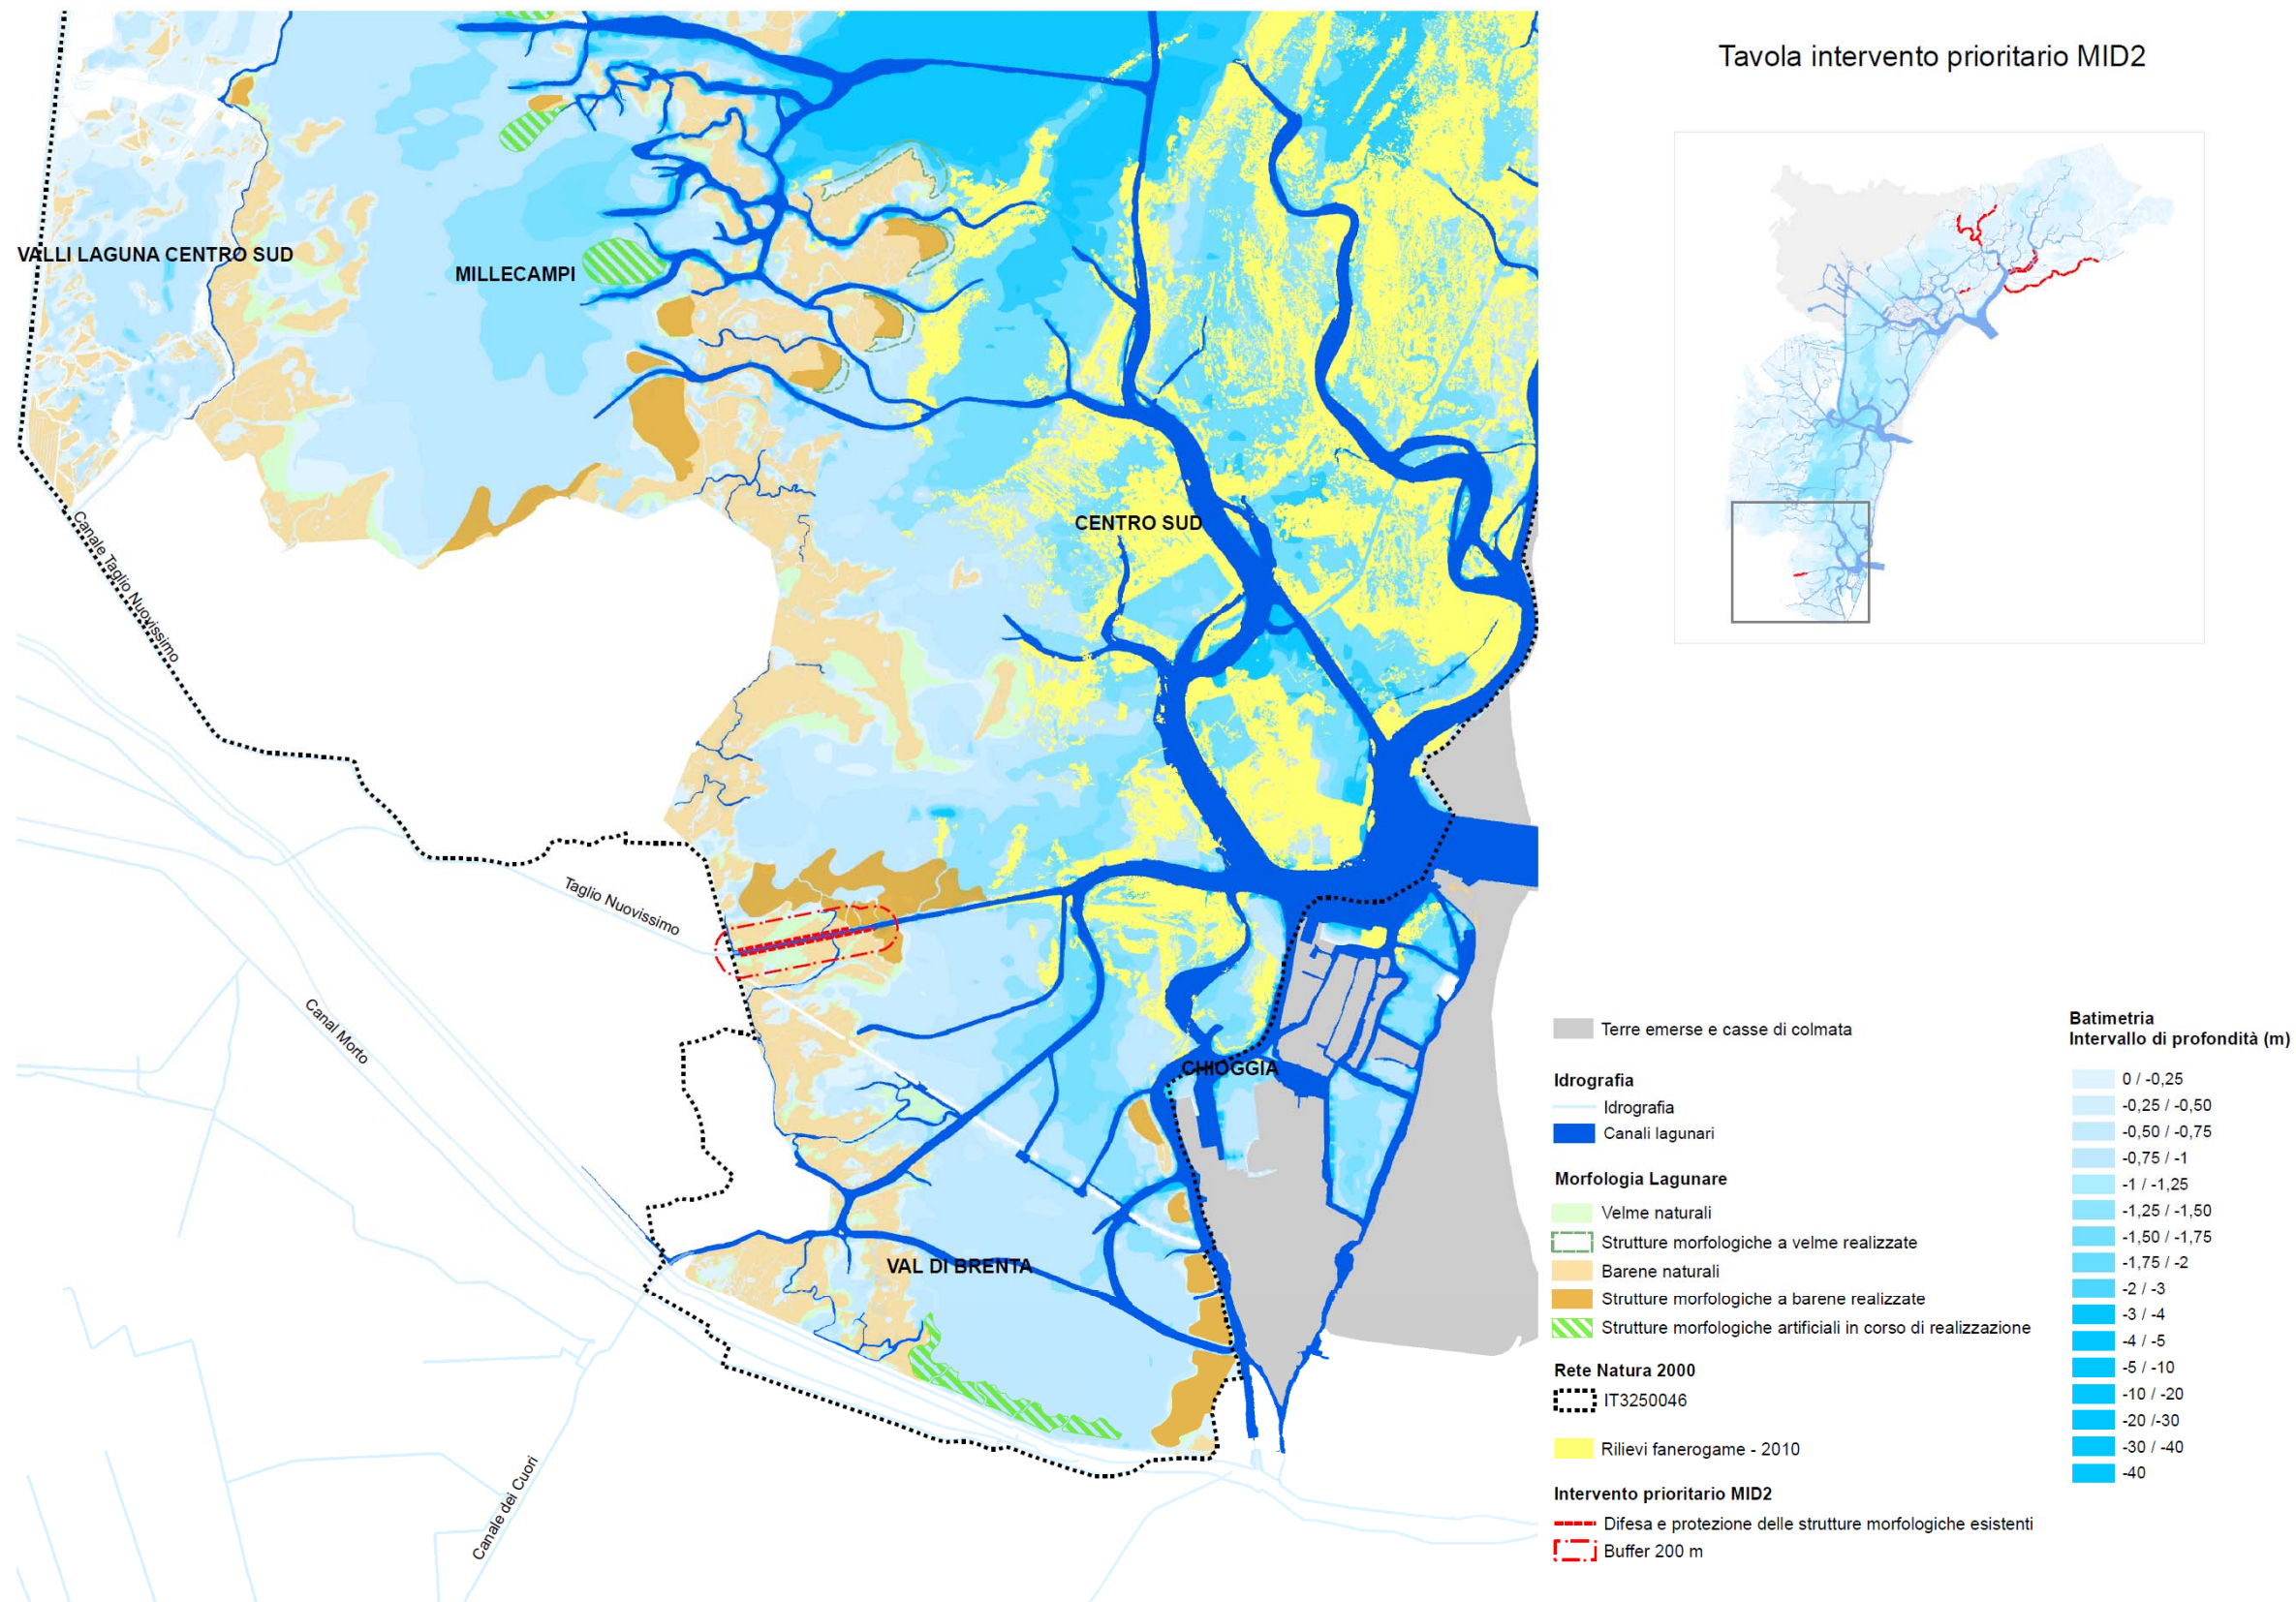 Tavola intervento prioritario MID2
VALLI LAGUNA CENTRO SUD
MILLECAMPI
CENTRO SUD
Canale Taglio Nuovissimo
Taglio Nuovissimo
Canal Morto
CHIOGGIA
VAL DI BRENTA
Canale dei Cuori
Terre emerse e casse di colmata
Idrografia
Idrografia
Canali lagunari
Morfologia Lagunare
Velme naturali
Strutture morfologiche a velme realizzate
Barene naturali
Strutture morfologiche a barene realizzate
Strutture morfologiche artificiali in corso di realizzazione
Rete Natura 2000
IT3250046
Rilievi fanerogame - 2010
Intervento prioritario MID2
Difesa e protezione delle strutture morfologiche esistenti
Buffer 200 m
Batimetria
Intervallo di profondità (m)
0 / -0,25
-0,25 / -0,50
-0,50 / -0,75
-0,75 / -1
-1 / -1,25
-1,25 / -1,50
-1,50 / -1,75
-1,75 / -2
-2 / -3
-3 / -4
-4 / -5
-5 / -10
-10 / -20
-20 /-30
-30 / -40
-40